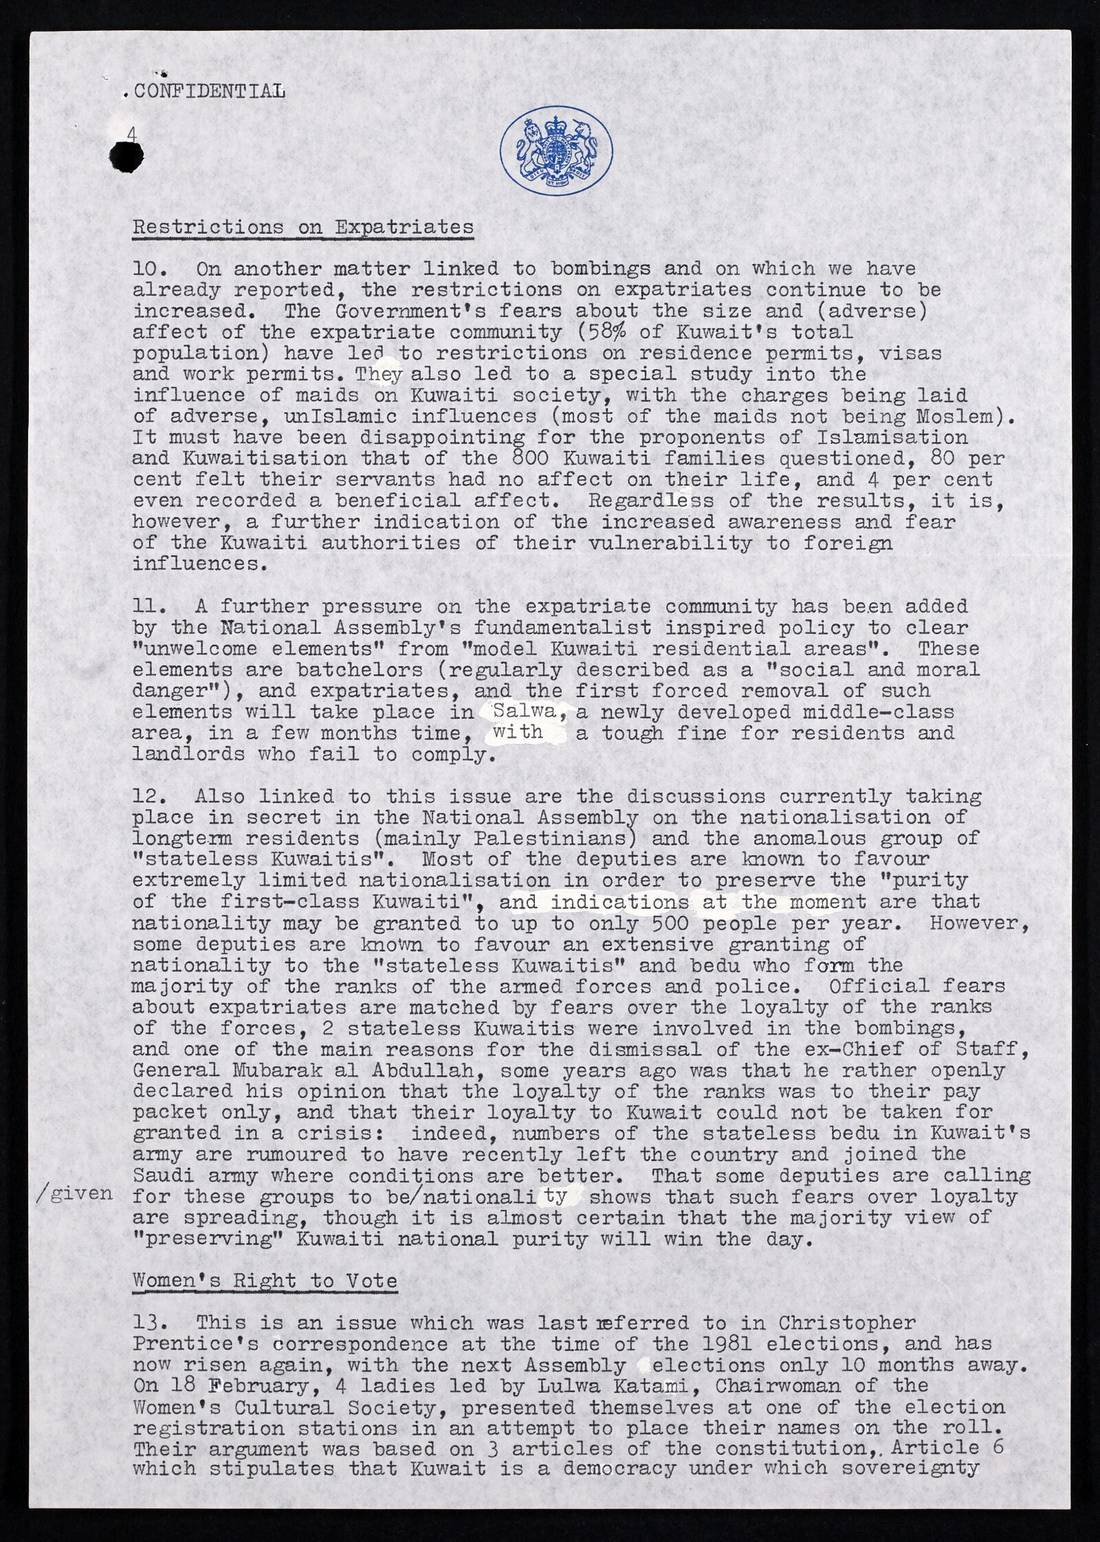 .CONFIDENTIAL
4
Restrictions on Expatriates
10.  On another matter linked to bombings and on which we have
already reported, the restrictions on expatriates continue to be
increased.  The Government's fears about the size and (adverse)
affect of the expatriate community (58% of Kuwait's total
population) have led to restrictions on residence permits, visas
and work permits. They also led to a special study into the
influence of maids on Kuwaiti society, with the charges being laid
of adverse, unIslamic influences (most of the maids not being Moslem).
It must have been disappointing for the proponents of Islamisation
and Kuwaitisation that of the 800 Kuwaiti families questioned, 80 per
cent felt their servants had no affect on their life, and 4 per cent
even recorded a beneficial affect.  Regardless of the results, it is,
however, a further indication of the increased awareness and fear
of the Kuwaiti authorities of their vulnerability to foreign
influences.
11.  A further pressure on the expatriate community has been added
by the National Assembly's fundamentalist inspired policy to clear
"unwelcome elements" from "model Kuwaiti residential areas".  These
elements are batchelors (regularly described as a "social and moral
danger"), and expatriates, and the first forced removal of such
elements will take place in Salwa, a newly developed middle-class
area, in a few months time, with a tough fine for residents and
landlords who fail to comply.
12.  Also linked to this issue are the discussions currently taking
place in secret in the National Assembly on the nationalisation of
longterm residents (mainly Palestinians) and the anomalous group of
"stateless Kuwaitis".  Most of the deputies are known to favour
extremely limited nationalisation in order to preserve the "purity
of the first-class Kuwaiti", and indications at the moment are that
nationality may be granted to up to only 500 people per year.  However,
some deputies are known to favour an extensive granting of
nationality to the "stateless Kuwaitis" and bedu who form the
majority of the ranks of the armed forces and police.  Official fears
about expatriates are matched by fears over the loyalty of the ranks
of the forces, 2 stateless Kuwaitis were involved in the bombings,
and one of the main reasons for the dismissal of the ex-Chief of Staff,
General Mubarak al Abdullah, some years ago was that he rather openly
declared his opinion that the loyalty of the ranks was to their pay
packet only, and that their loyalty to Kuwait could not be taken for
granted in a crisis:  indeed, numbers of the stateless bedu in Kuwait's
army are rumoured to have recently left the country and joined the
Saudi army where conditions are better.  That some deputies are calling
/given for these groups to be/nationality shows that such fears over loyalty
are spreading, though it is almost certain that the majority view of
"preserving" Kuwaiti national purity will win the day.
Women's Right to Vote
13.  This is an issue which was last referred to in Christopher
Prentice's correspondence at the time of the 1981 elections, and has
now risen again, with the next Assembly elections only 10 months away.
On 18 February, 4 ladies led by Lulwa Katami, Chairwoman of the
Women's Cultural Society, presented themselves at one of the election
registration stations in an attempt to place their names on the roll.
Their argument was based on 3 articles of the constitution,. Article 6
which stipulates that Kuwait is a democracy under which sovereignty